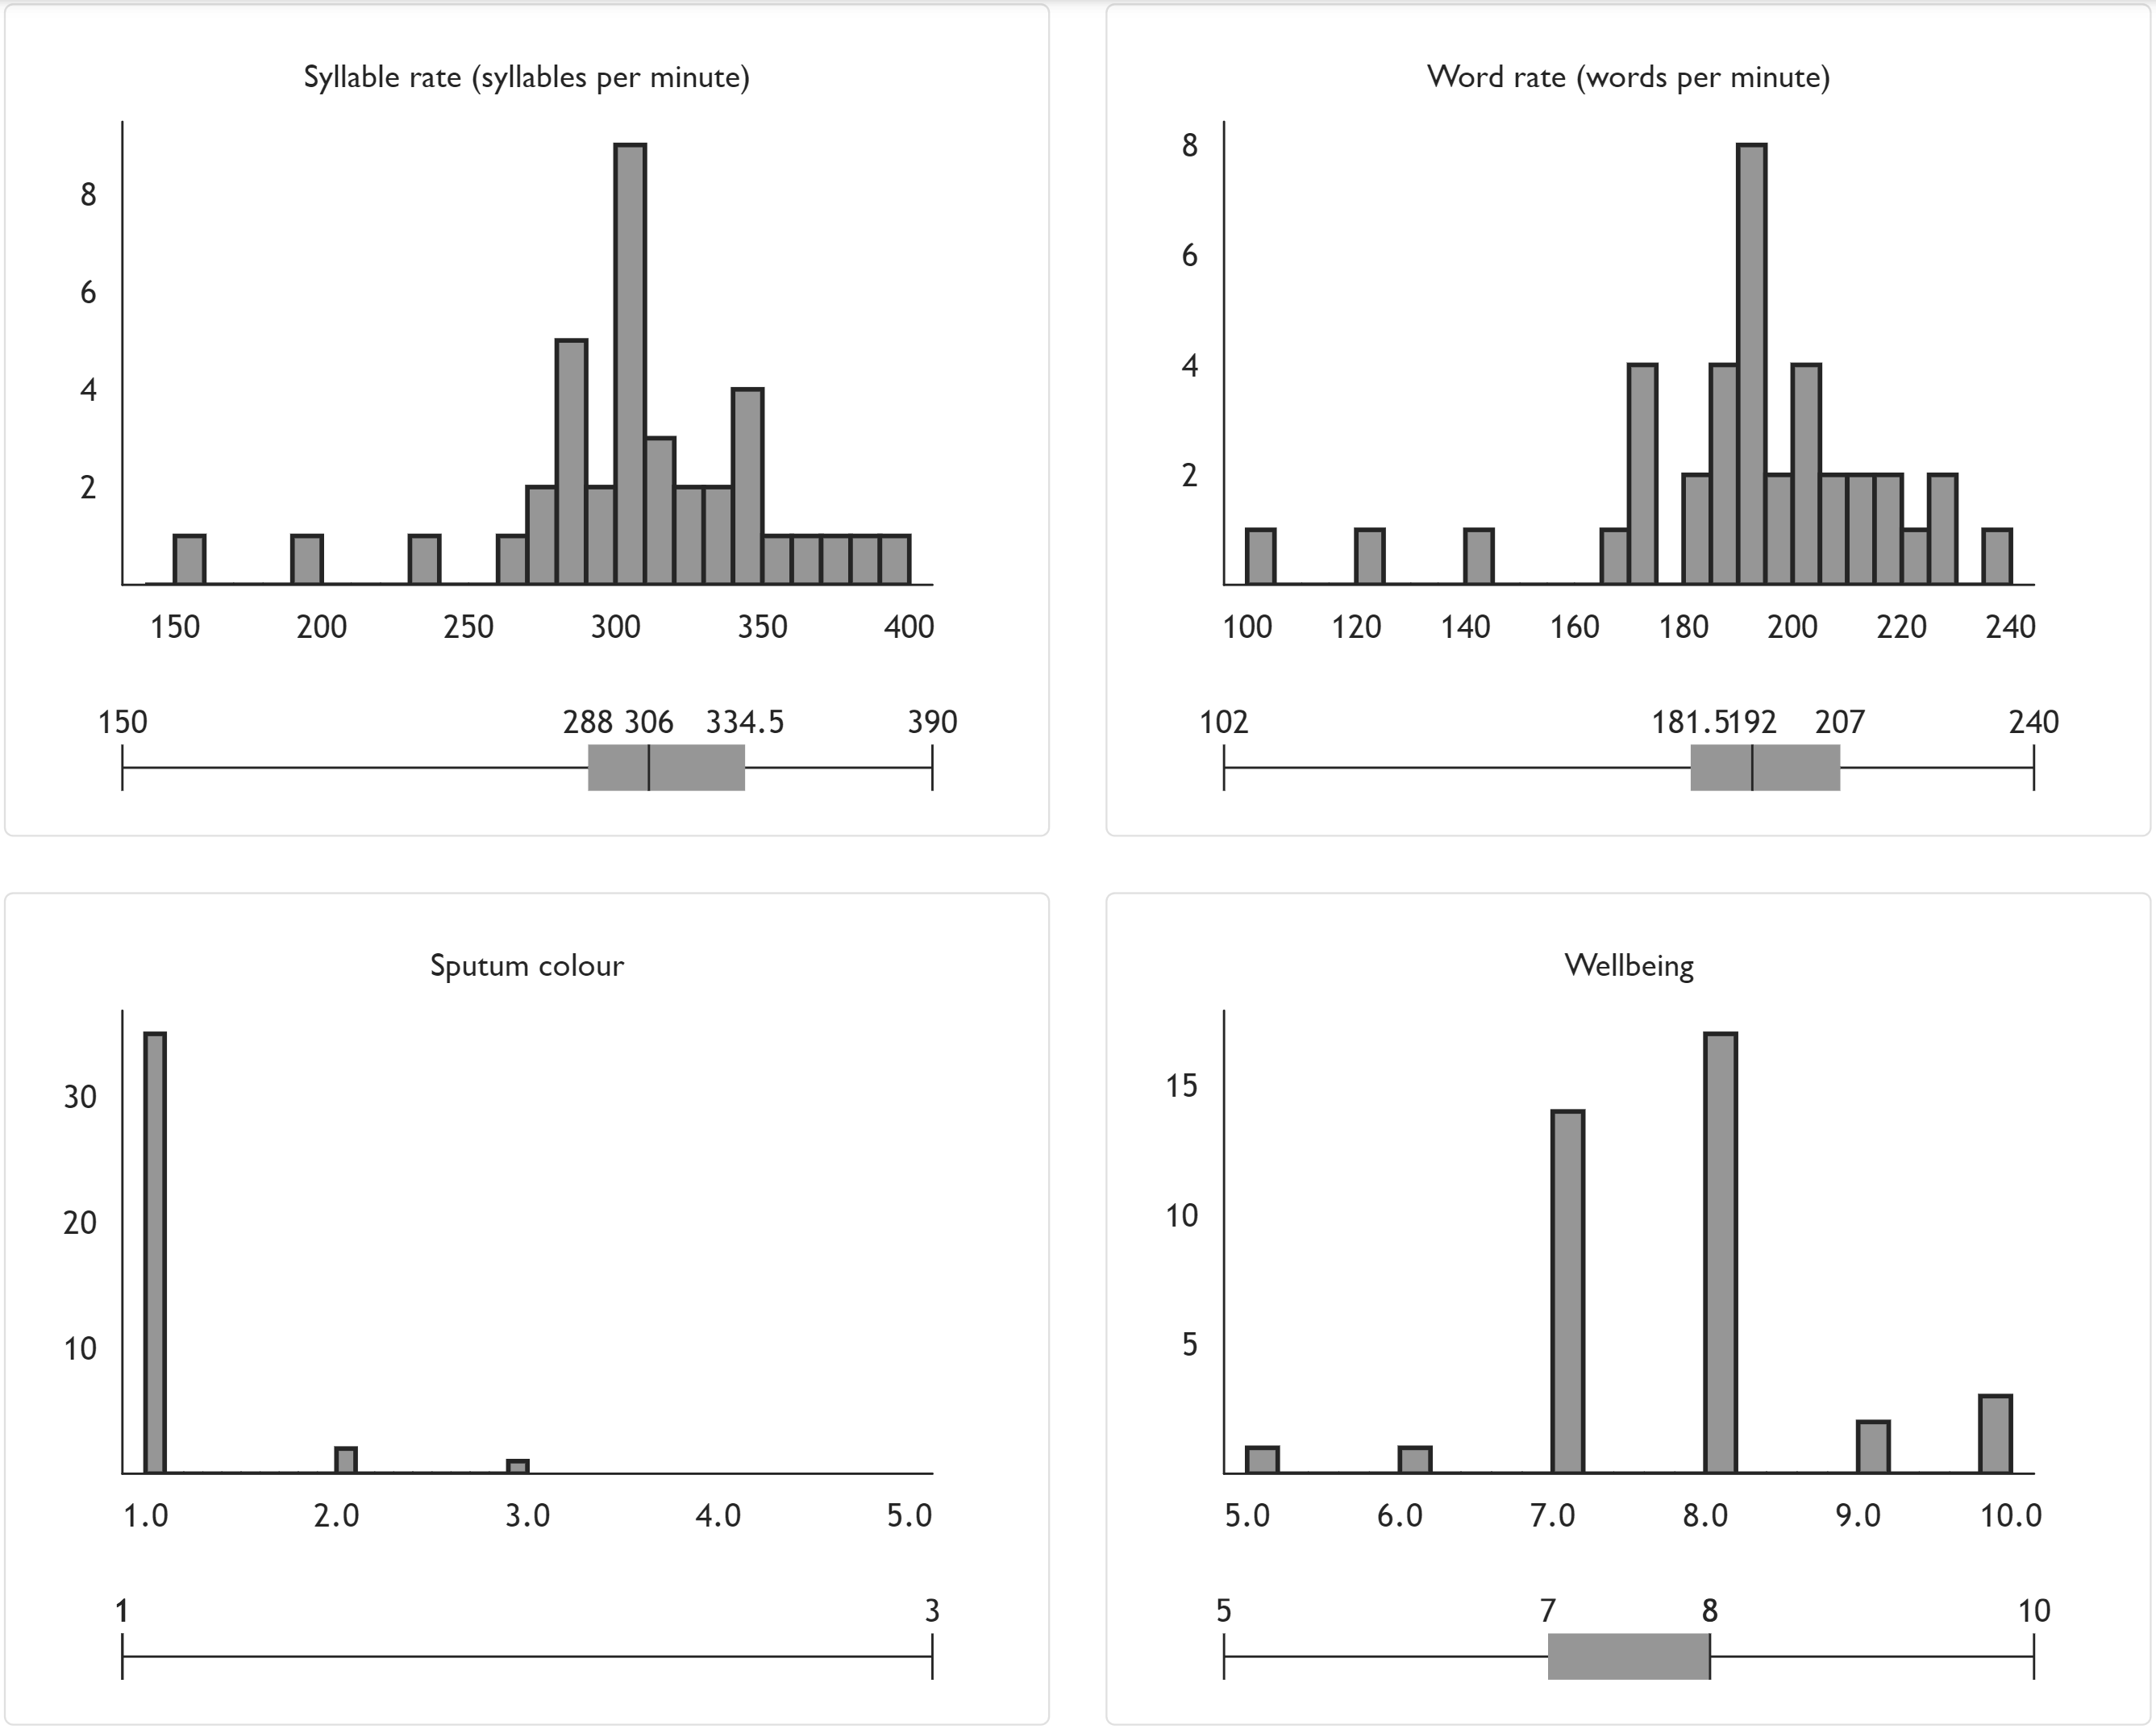 Syllable rate (syllables per minute)
8
6
4
2
150 200 250 300 350 400
150 288 306 334.5 390
Word rate (words per minute)
8
6
4
2
100 120 140 160 180 200 220 240
102 181.5 192 207 240
Sputum colour
30
20
10
1.0 2.0 3.0 4.0 5.0
1 3
Wellbeing
15
10
5
5.0 6.0 7.0 8.0 9.0 10.0
5 7 8 10